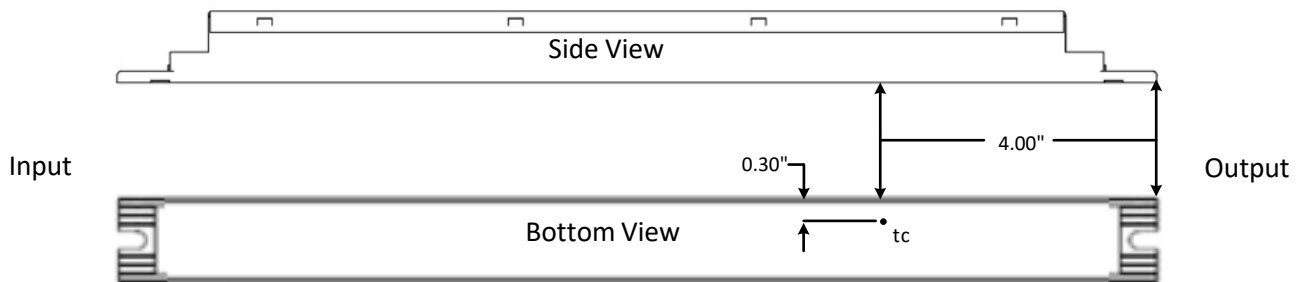 Side View
4.00"
0.30"
Input
Output
Bottom View
tc